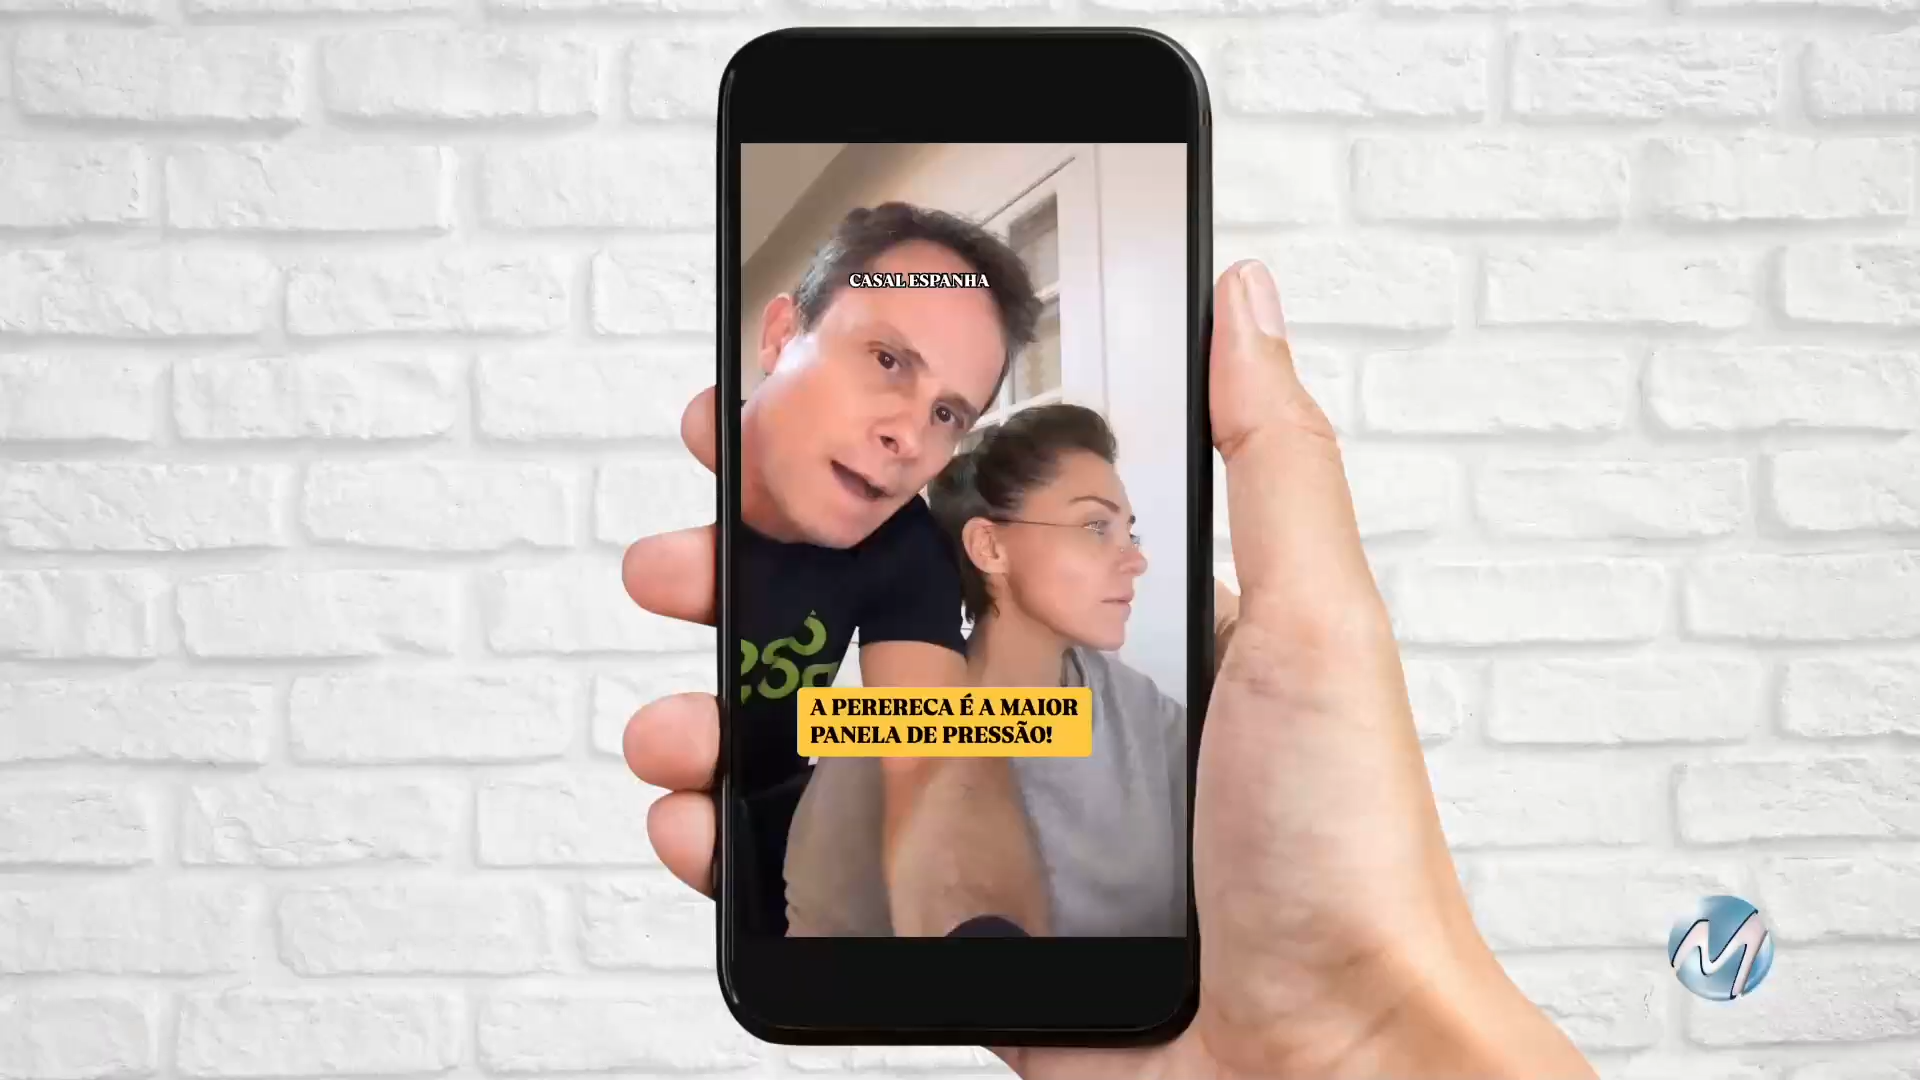 CASAL ESPANHA
A PERERECA É A MAIOR
PANELA DE PRESSÃO!